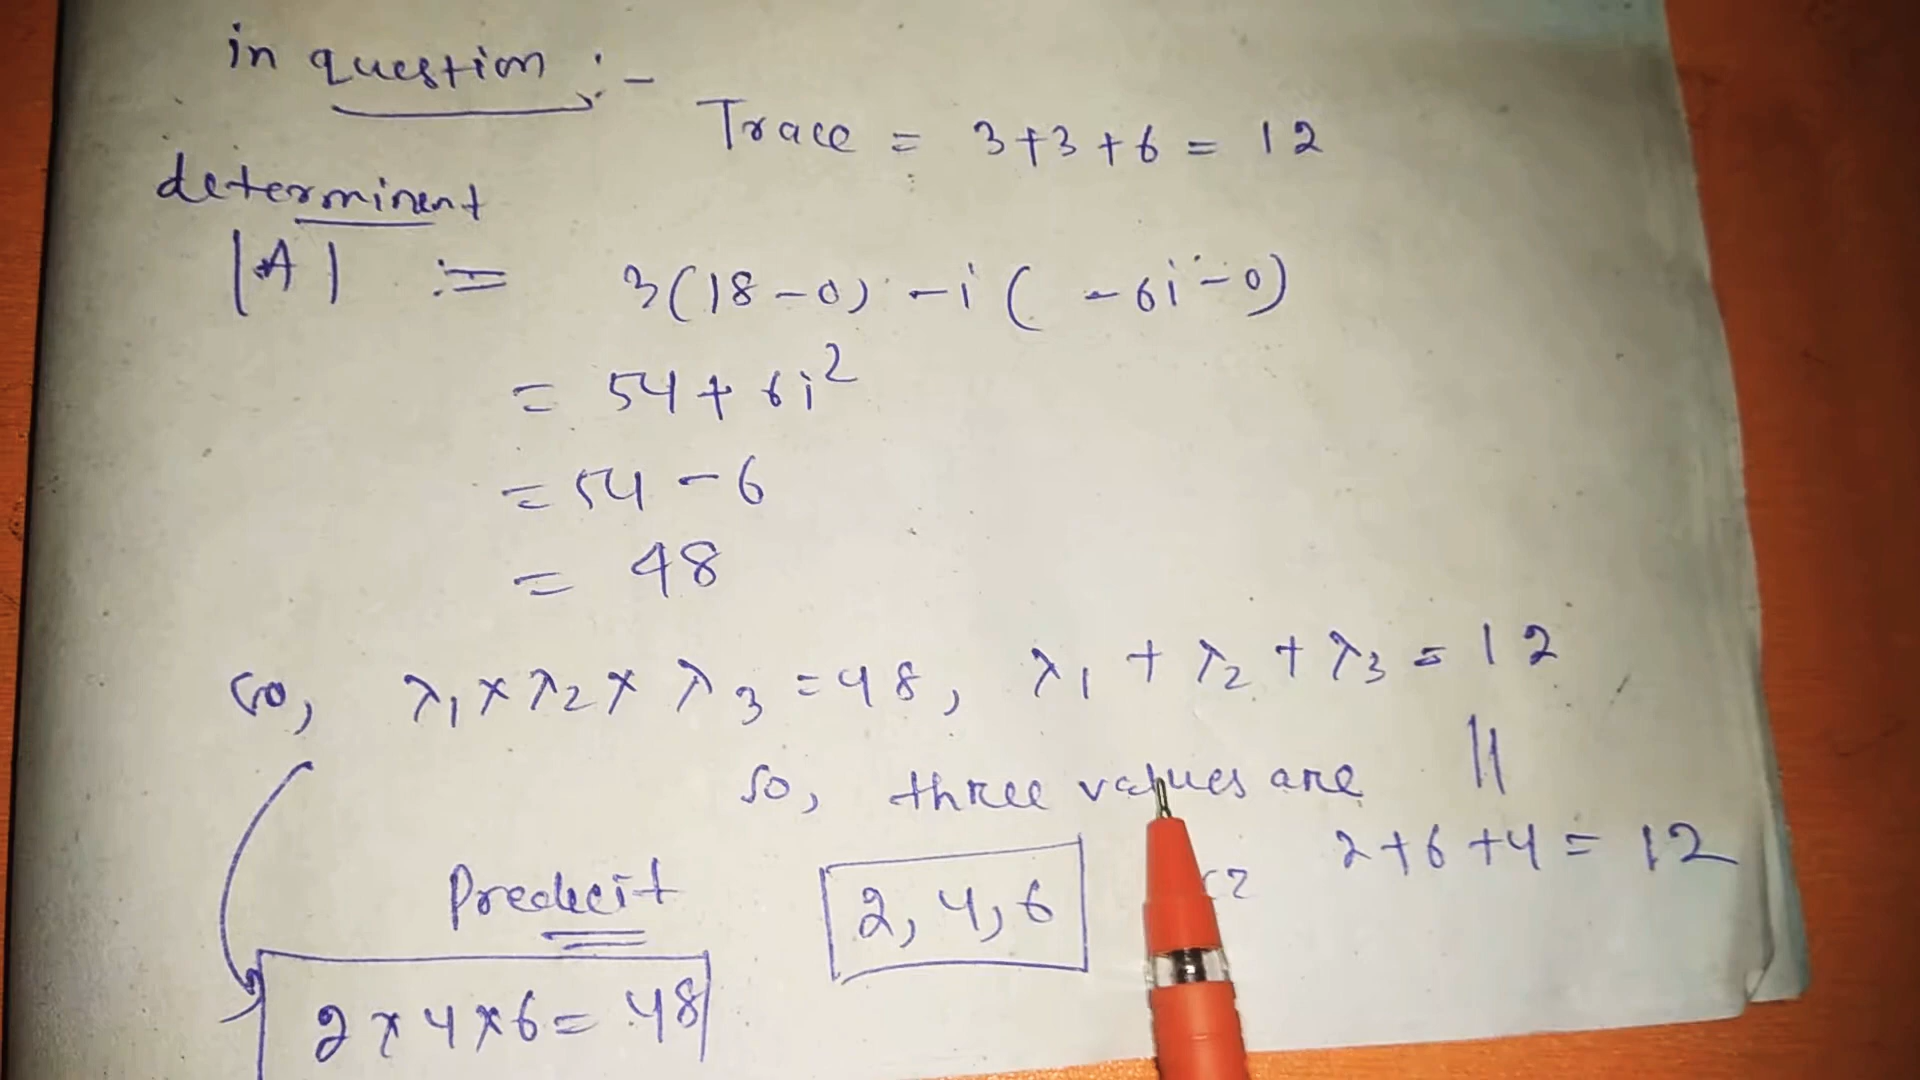 in question :-
Trace = 3+3+6 = 12
determinent
|A| := 3(18-0) -i( -6i-0)
= 54 + 6i²
= 54 - 6
= 48
so, λ1 x λ2 x λ3 = 48, λ1 + λ2 + λ3 = 12
so, three values are
2+6+4 = 12
Predict
2, 4, 6
2 x 4 x 6 = 48